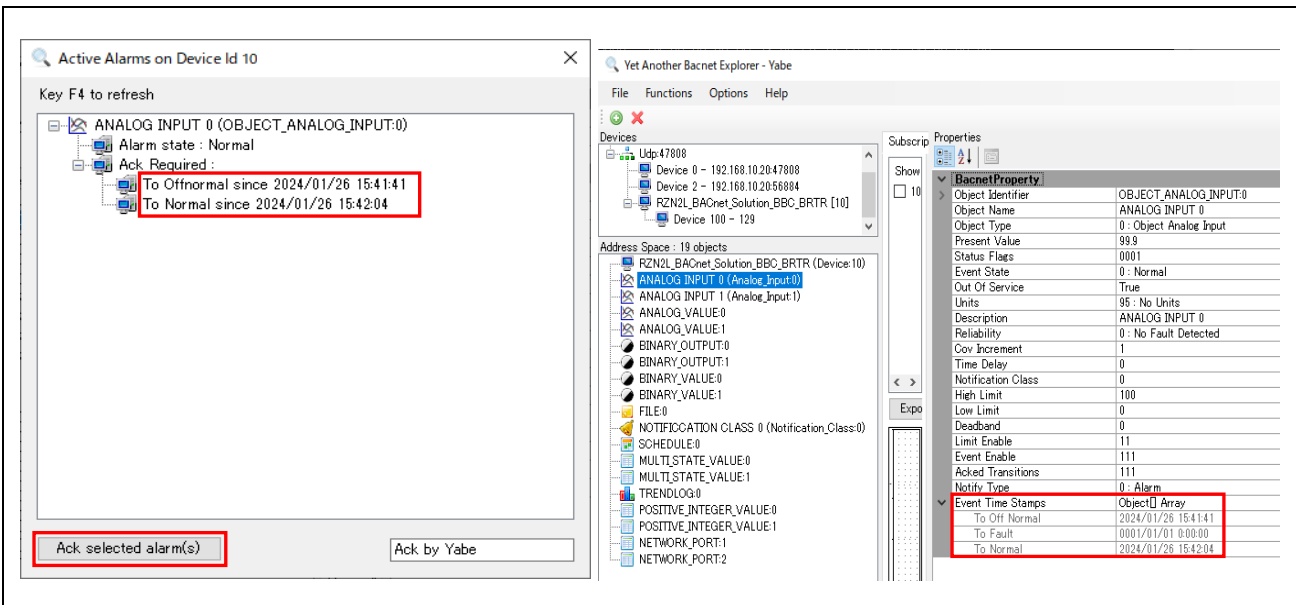 Active Alarms on Device Id 10
Key F4 to refresh
ANALOG INPUT 0 (OBJECT_ANALOG_INPUT:0)
Alarm state : Normal
Ack Required :
To Offnormal since 2024/01/26 15:41:41
To Normal since 2024/01/26 15:42:04
Ack selected alarm(s)
Ack by Yabe
Yet Another Bacnet Explorer - Yabe
File Functions Options Help
Devices
Udp:47808
Device 0 - 192.168.10.20:47808
Device 2 - 192.168.10.20:56884
RZN2L_BACnet_Solution_BBC_BRTR [10]
Device 100 - 129
Address Space : 19 objects
RZN2L_BACnet_Solution_BBC_BRTR (Device:10)
ANALOG INPUT 0 (Analog_Input:0)
ANALOG INPUT 1 (Analog_Input:1)
ANALOG_VALUE:0
ANALOG_VALUE:1
BINARY_OUTPUT:0
BINARY_OUTPUT:1
BINARY_VALUE:0
BINARY_VALUE:1
FILE:0
NOTIFICCATION CLASS 0 (Notification_Class:0)
SCHEDULE:0
MULTI_STATE_VALUE:0
MULTI_STATE_VALUE:1
TRENDLOG:0
POSITIVE_INTEGER_VALUE:0
POSITIVE_INTEGER_VALUE:1
NETWORK_PORT:1
NETWORK_PORT:2
Subscrip
Show
10
Expo
Properties
BacnetProperty
Object Identifier OBJECT_ANALOG_INPUT:0
Object Name ANALOG INPUT 0
Object Type 0 : Object Analog Input
Present Value 99.9
Status Flags 0001
Event State 0 : Normal
Out Of Service True
Units 95 : No Units
Description ANALOG INPUT 0
Reliability 0 : No Fault Detected
Cov Increment 1
Time Delay 0
Notification Class 0
High Limit 100
Low Limit 0
Deadband 0
Limit Enable 11
Event Enable 111
Acked Transitions 111
Notify Type 0 : Alarm
Event Time Stamps Object[] Array
To Off Normal 2024/01/26 15:41:41
To Fault 0001/01/01 0:00:00
To Normal 2024/01/26 15:42:04